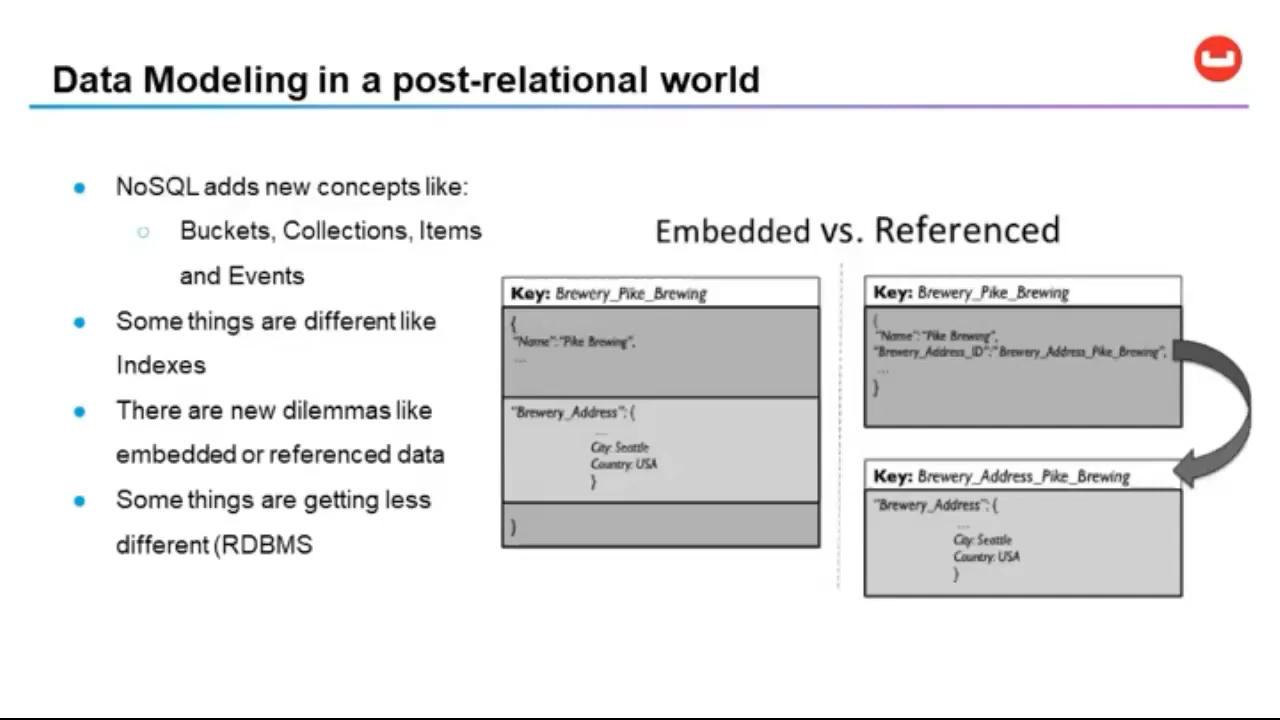 Data Modeling in a post-relational world
NoSQL adds new concepts like:
Buckets, Collections, Items
and Events
Some things are different like
Indexes
There are new dilemmas like
embedded or referenced data
Some things are getting less
different (RDBMS
Embedded vs. Referenced
Key: Brewery_Pike_Brewing
{
"Name":"Pike Brewing",
...
"Brewery_Address": {
...
City: Seattle
Country: USA
}
}
Key: Brewery_Pike_Brewing
{
"Name":"Pike Brewing",
"Brewery_Address_ID":"Brewery_Address_Pike_Brewing",
...
}
Key: Brewery_Address_Pike_Brewing
"Brewery_Address": {
...
City: Seattle
Country: USA
}